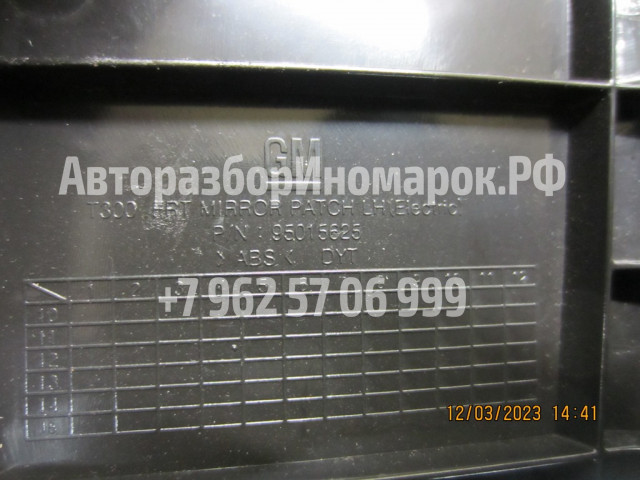 GM
Авторазбор Иномарок.РФ
T300 FRT MIRROR PATCH LH(Electric)
P/N : 95015625
>ABS< DYT
1 2 3 4 5 6 7 8 9 10 11 12
+7 962 57 06 999
10
11
12
13
14
15
12/03/2023 14:41